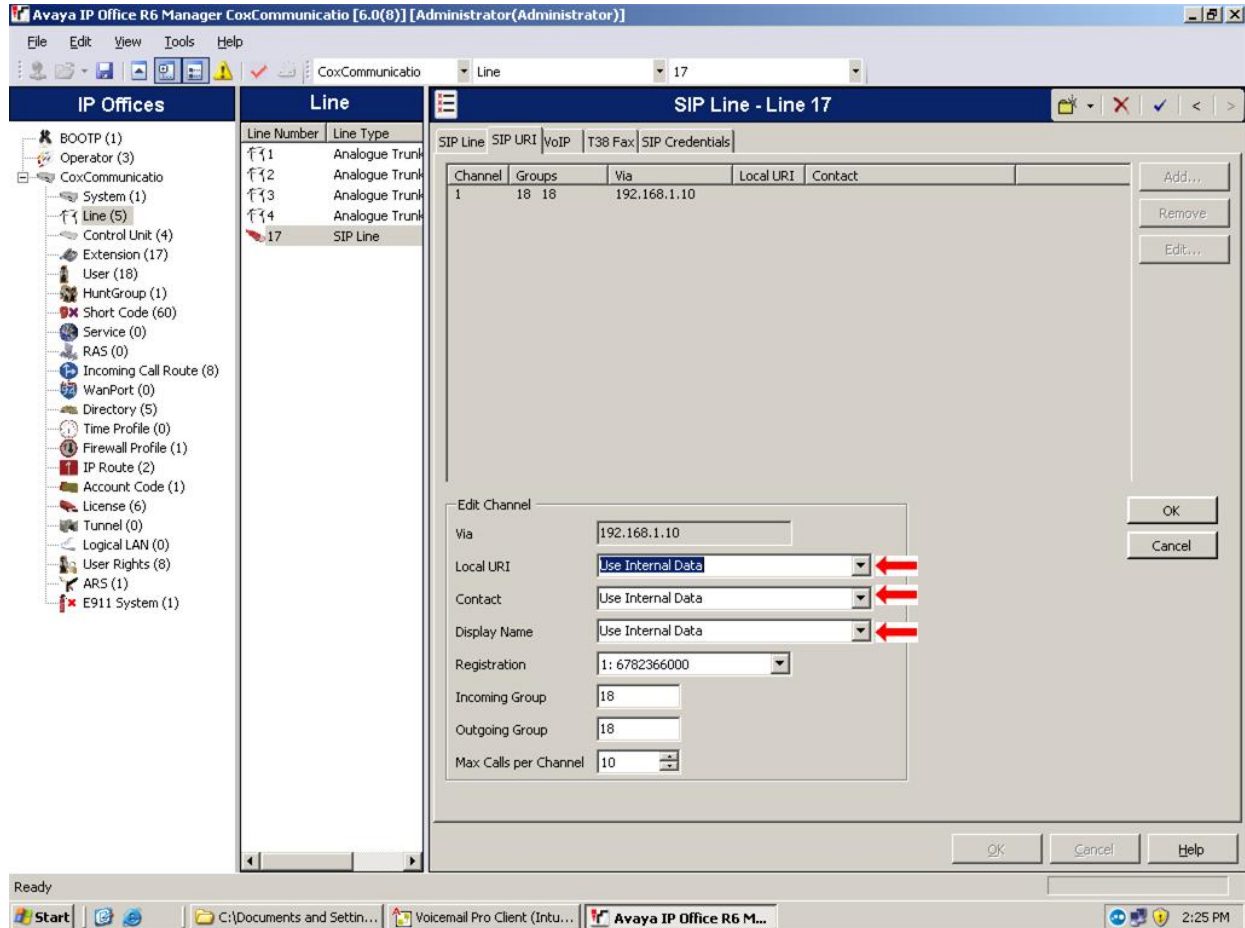 Avaya IP Office R6 Manager CoxCommunicatio [6.0(8)] [Administrator(Administrator)]
File Edit View Tools Help
CoxCommunicatio Line 17
IP Offices
BOOTP (1)
Operator (3)
CoxCommunicatio
System (1)
Line (5)
Control Unit (4)
Extension (17)
User (18)
HuntGroup (1)
Short Code (60)
Service (0)
RAS (0)
Incoming Call Route (8)
WanPort (0)
Directory (5)
Time Profile (0)
Firewall Profile (1)
IP Route (2)
Account Code (1)
License (6)
Tunnel (0)
Logical LAN (0)
User Rights (8)
ARS (1)
E911 System (1)
Line
Line Number Line Type
1 Analogue Trunk
2 Analogue Trunk
3 Analogue Trunk
4 Analogue Trunk
17 SIP Line
SIP Line - Line 17
SIP Line SIP URI VoIP T38 Fax SIP Credentials
Channel Groups Via Local URI Contact
1 18 18 192.168.1.10
Add...
Remove
Edit...
Edit Channel
Via 192.168.1.10
Local URI Use Internal Data
Contact Use Internal Data
Display Name Use Internal Data
Registration 1: 6782366000
Incoming Group 18
Outgoing Group 18
Max Calls per Channel 10
OK
Cancel
OK Cancel Help
Ready
Start C:\Documents and Settin... Voicemail Pro Client (Intu... Avaya IP Office R6 M... 2:25 PM